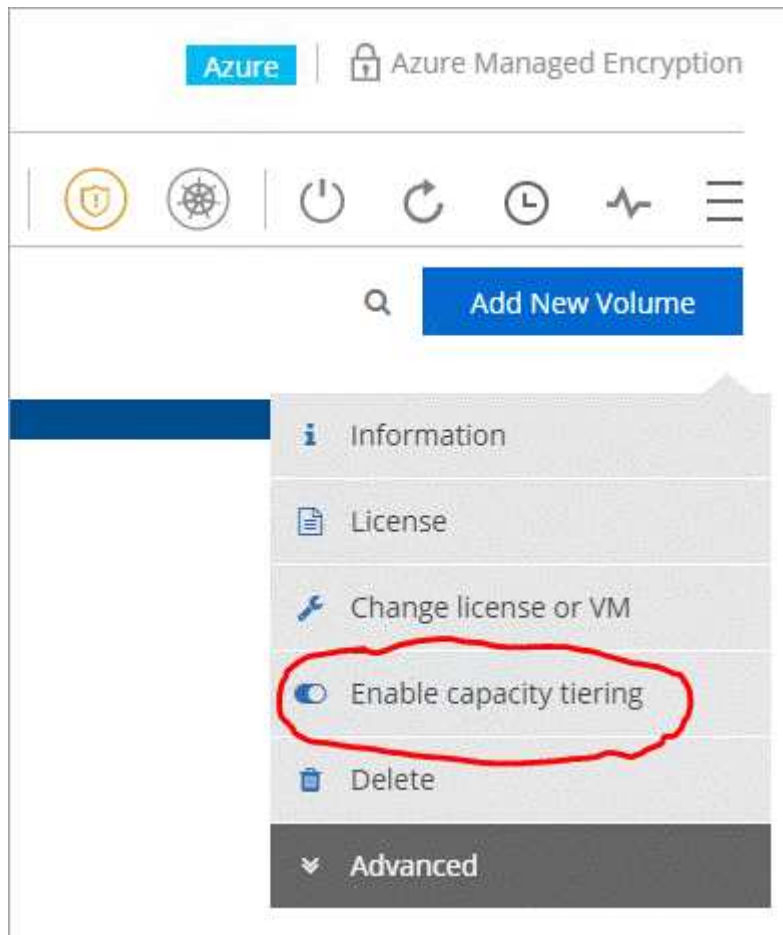 Azure
Azure Managed Encryption
Add New Volume
Information
License
Change license or VM
Enable capacity tiering
Delete
Advanced